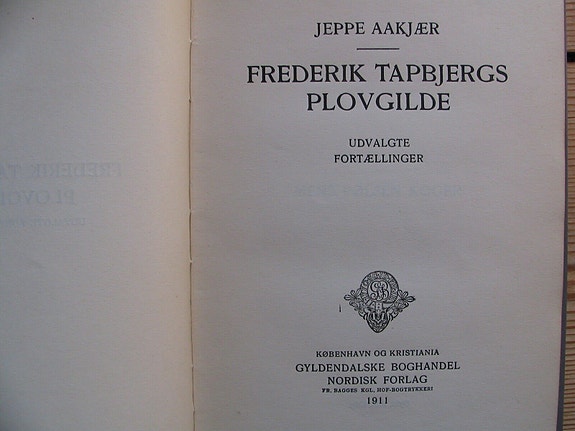 JEPPE AAKJÆR
FREDERIK TAPBJERGS
PLOVGILDE
UDVALGTE
FORTÆLLINGER
KØBENHAVN OG KRISTIANIA
GYLDENDALSKE BOGHANDEL
NORDISK FORLAG
FR. BAGGES KGL. HOF-BOGTRYKKERI
1911